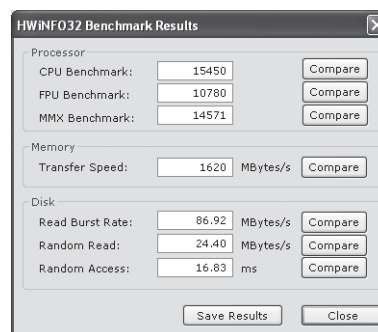 HWiNFO32 Benchmark Results
Processor
CPU Benchmark: 15450 Compare
FPU Benchmark: 10780 Compare
MMX Benchmark: 14571 Compare
Memory
Transfer Speed: 1620 MBytes/s Compare
Disk
Read Burst Rate: 86.92 MBytes/s Compare
Random Read: 24.40 MBytes/s Compare
Random Access: 16.83 ms Compare
Save Results Close